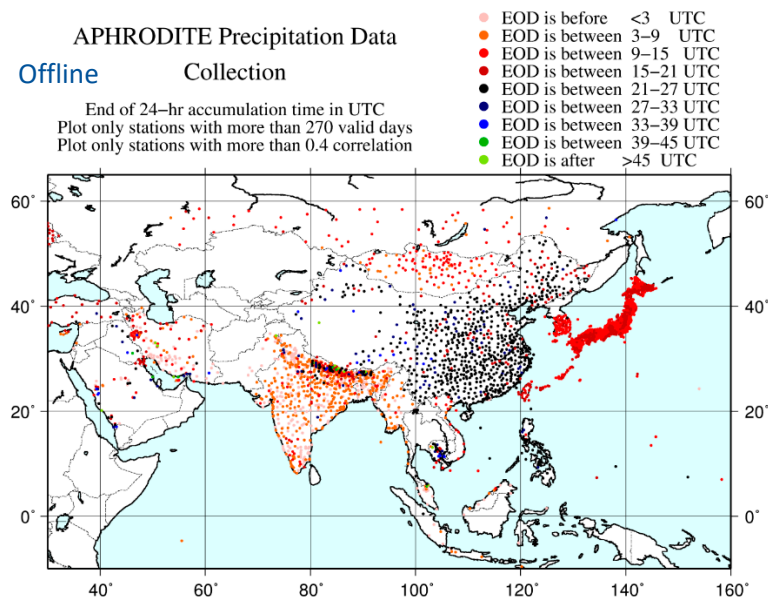 APHRODITE Precipitation Data
Offline Collection
End of 24−hr accumulation time in UTC
Plot only stations with more than 270 valid days
Plot only stations with more than 0.4 correlation
EOD is before <3 UTC
EOD is between 3−9 UTC
EOD is between 9−15 UTC
EOD is between 15−21 UTC
EOD is between 21−27 UTC
EOD is between 27−33 UTC
EOD is between 33−39 UTC
EOD is between 39−45 UTC
EOD is after >45 UTC
60˚ 60˚
40˚ 40˚
20˚ 20˚
0˚ 0˚
40˚ 60˚ 80˚ 100˚ 120˚ 140˚ 160˚